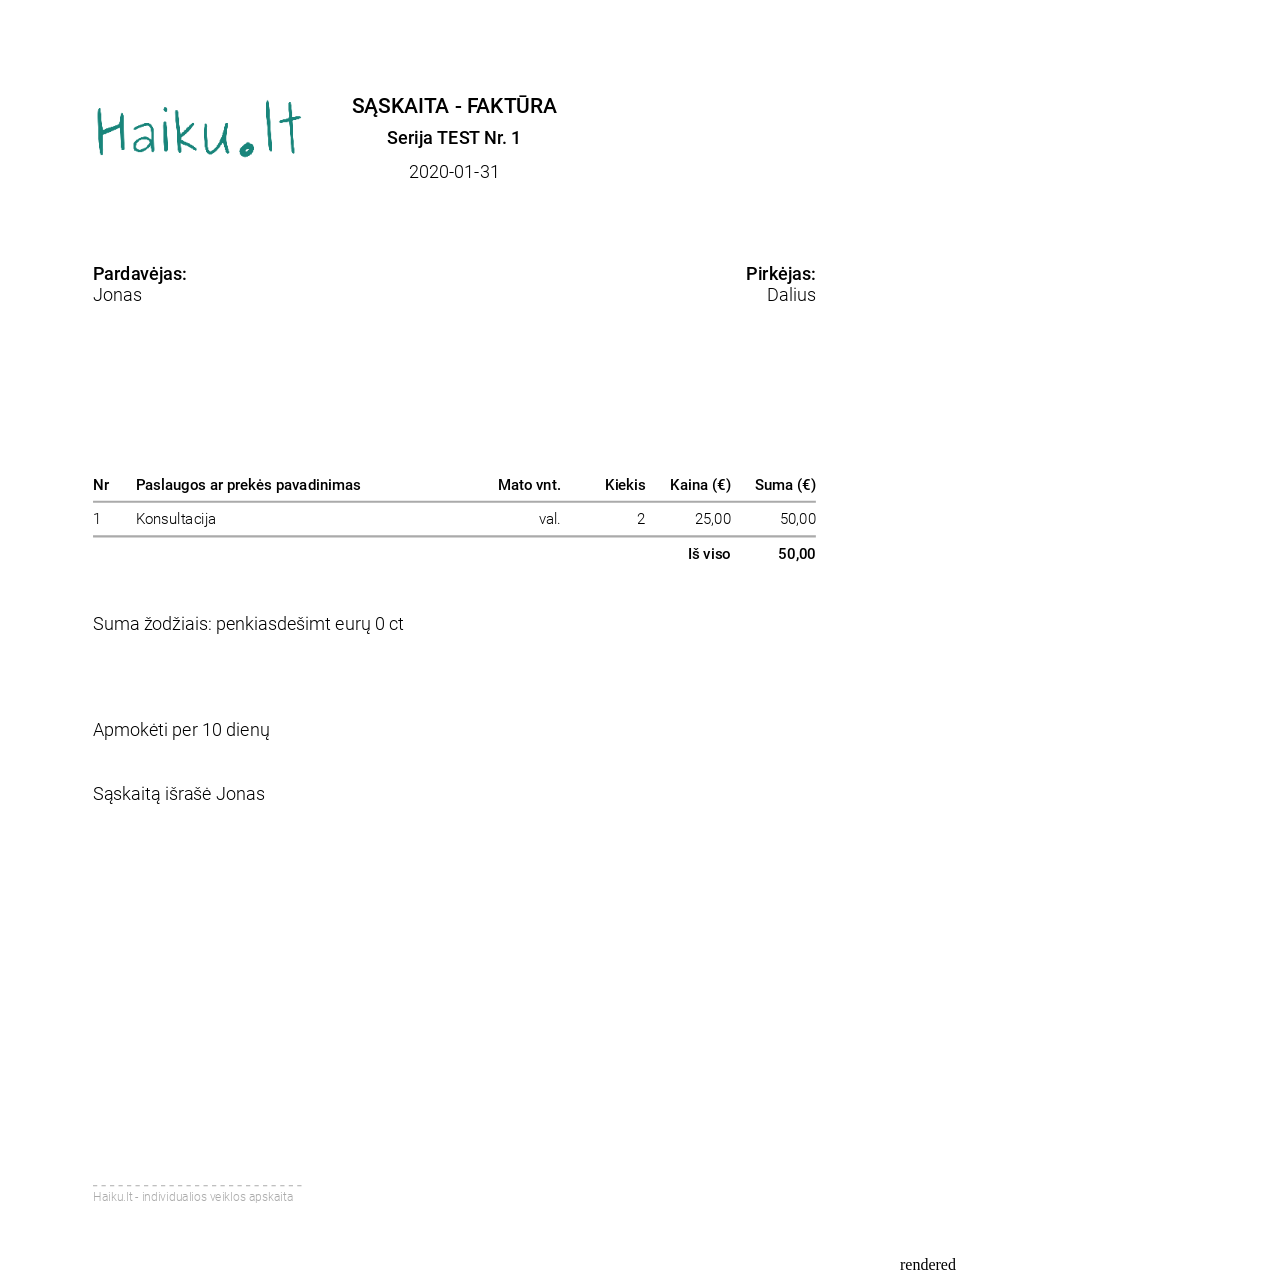 Haiku.lt
SĄSKAITA - FAKTŪRA
Serija TEST Nr. 1
2020-01-31
Pardavėjas:
Jonas
Pirkėjas:
Dalius
Nr Paslaugos ar prekės pavadinimas Mato vnt. Kiekis Kaina (€) Suma (€)
1 Konsultacija val. 2 25,00 50,00
Iš viso 50,00
Suma žodžiais: penkiasdešimt eurų 0 ct
Apmokėti per 10 dienų
Sąskaitą išrašė Jonas
Haiku.lt - individualios veiklos apskaita
rendered